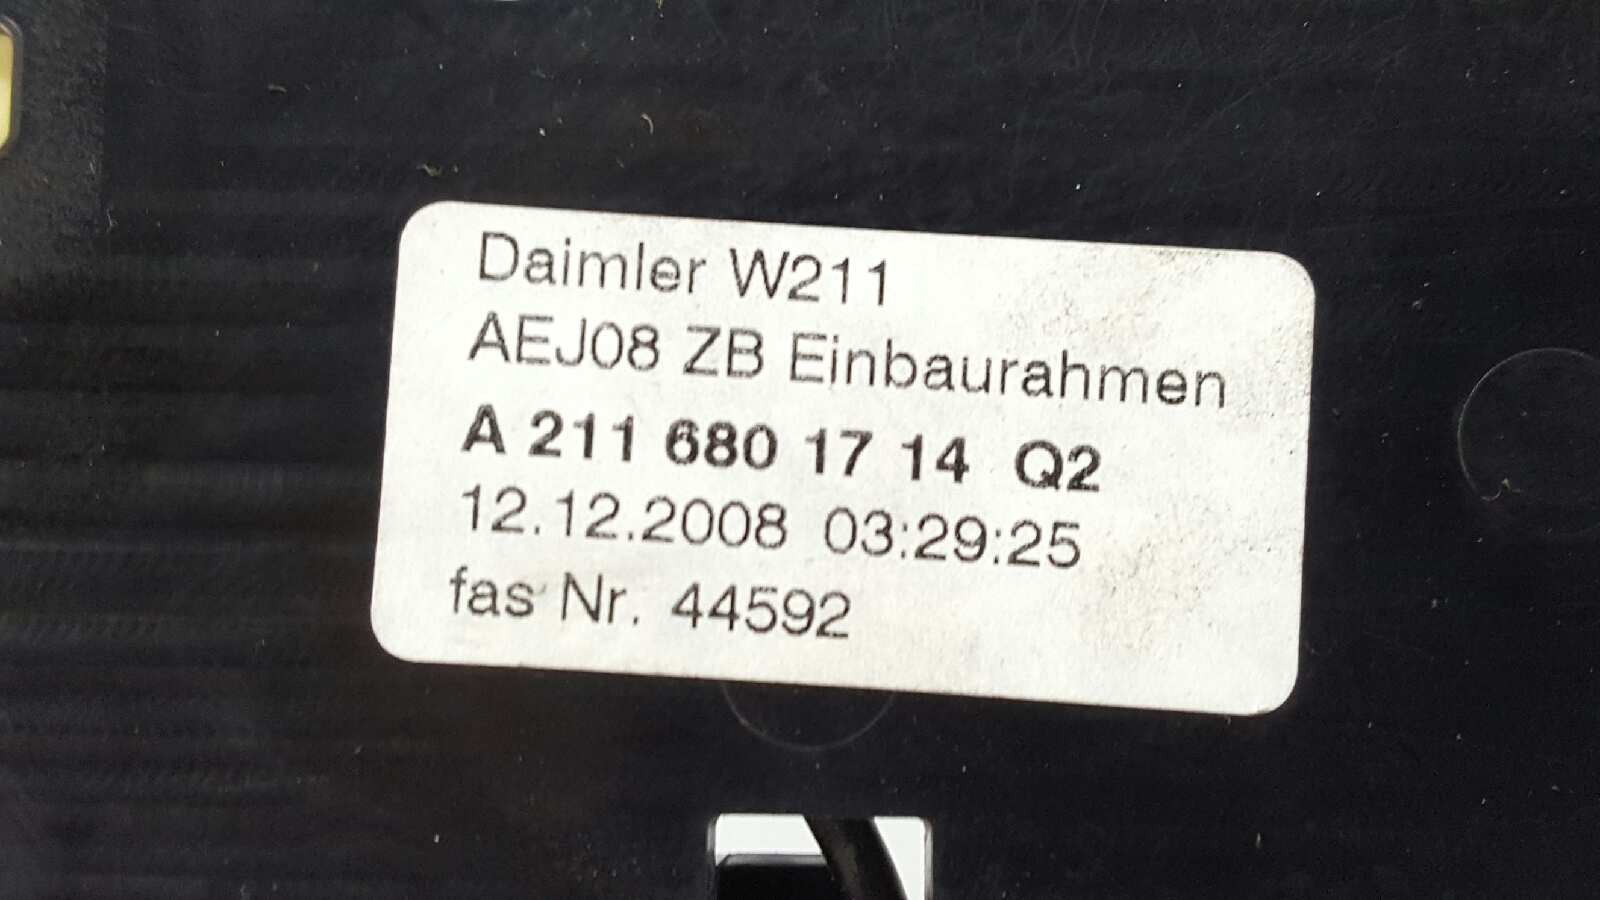 Daimler W211
AEJ08 ZB Einbaurahmen
A 211 680 17 14 Q2
12.12.2008 03:29:25
fas Nr. 44592